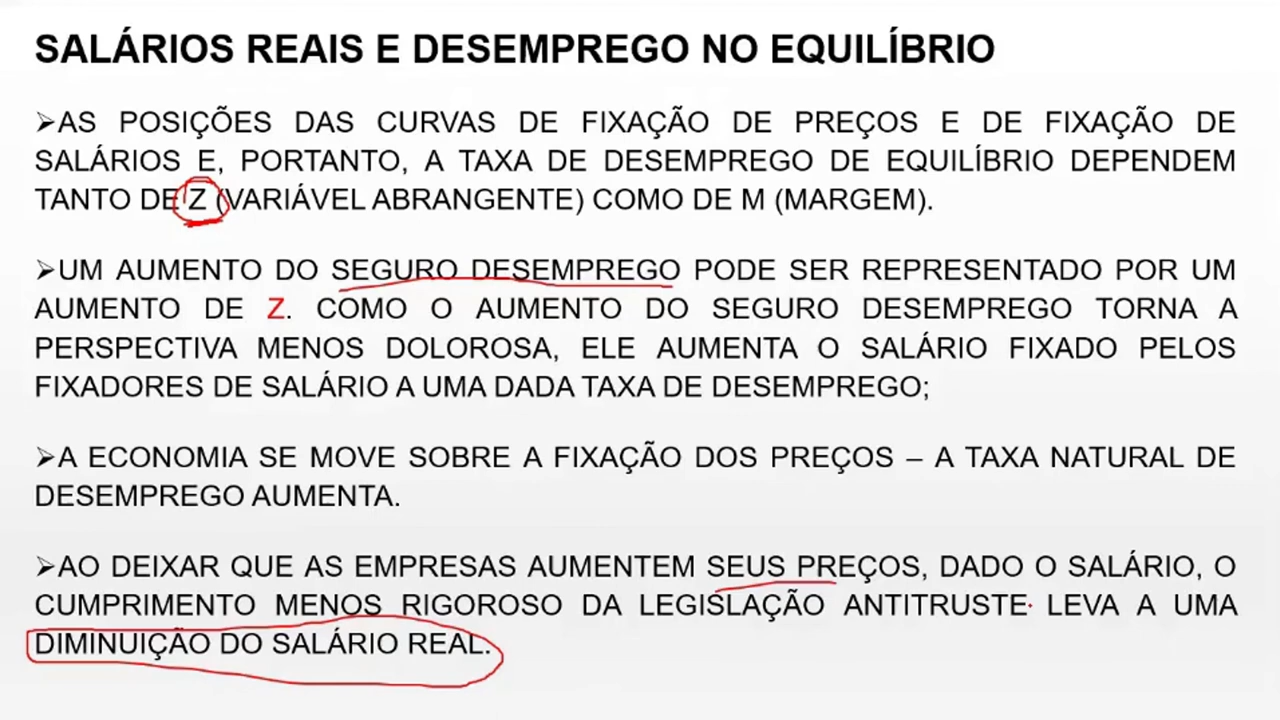 SALÁRIOS REAIS E DESEMPREGO NO EQUILÍBRIO
➢AS POSIÇÕES DAS CURVAS DE FIXAÇÃO DE PREÇOS E DE FIXAÇÃO DE
SALÁRIOS E, PORTANTO, A TAXA DE DESEMPREGO DE EQUILÍBRIO DEPENDEM
TANTO DE Z (VARIÁVEL ABRANGENTE) COMO DE M (MARGEM).
➢UM AUMENTO DO SEGURO DESEMPREGO PODE SER REPRESENTADO POR UM
AUMENTO DE Z. COMO O AUMENTO DO SEGURO DESEMPREGO TORNA A
PERSPECTIVA MENOS DOLOROSA, ELE AUMENTA O SALÁRIO FIXADO PELOS
FIXADORES DE SALÁRIO A UMA DADA TAXA DE DESEMPREGO;
➢A ECONOMIA SE MOVE SOBRE A FIXAÇÃO DOS PREÇOS – A TAXA NATURAL DE
DESEMPREGO AUMENTA.
➢AO DEIXAR QUE AS EMPRESAS AUMENTEM SEUS PREÇOS, DADO O SALÁRIO, O
CUMPRIMENTO MENOS RIGOROSO DA LEGISLAÇÃO ANTITRUSTE LEVA A UMA
DIMINUIÇÃO DO SALÁRIO REAL.